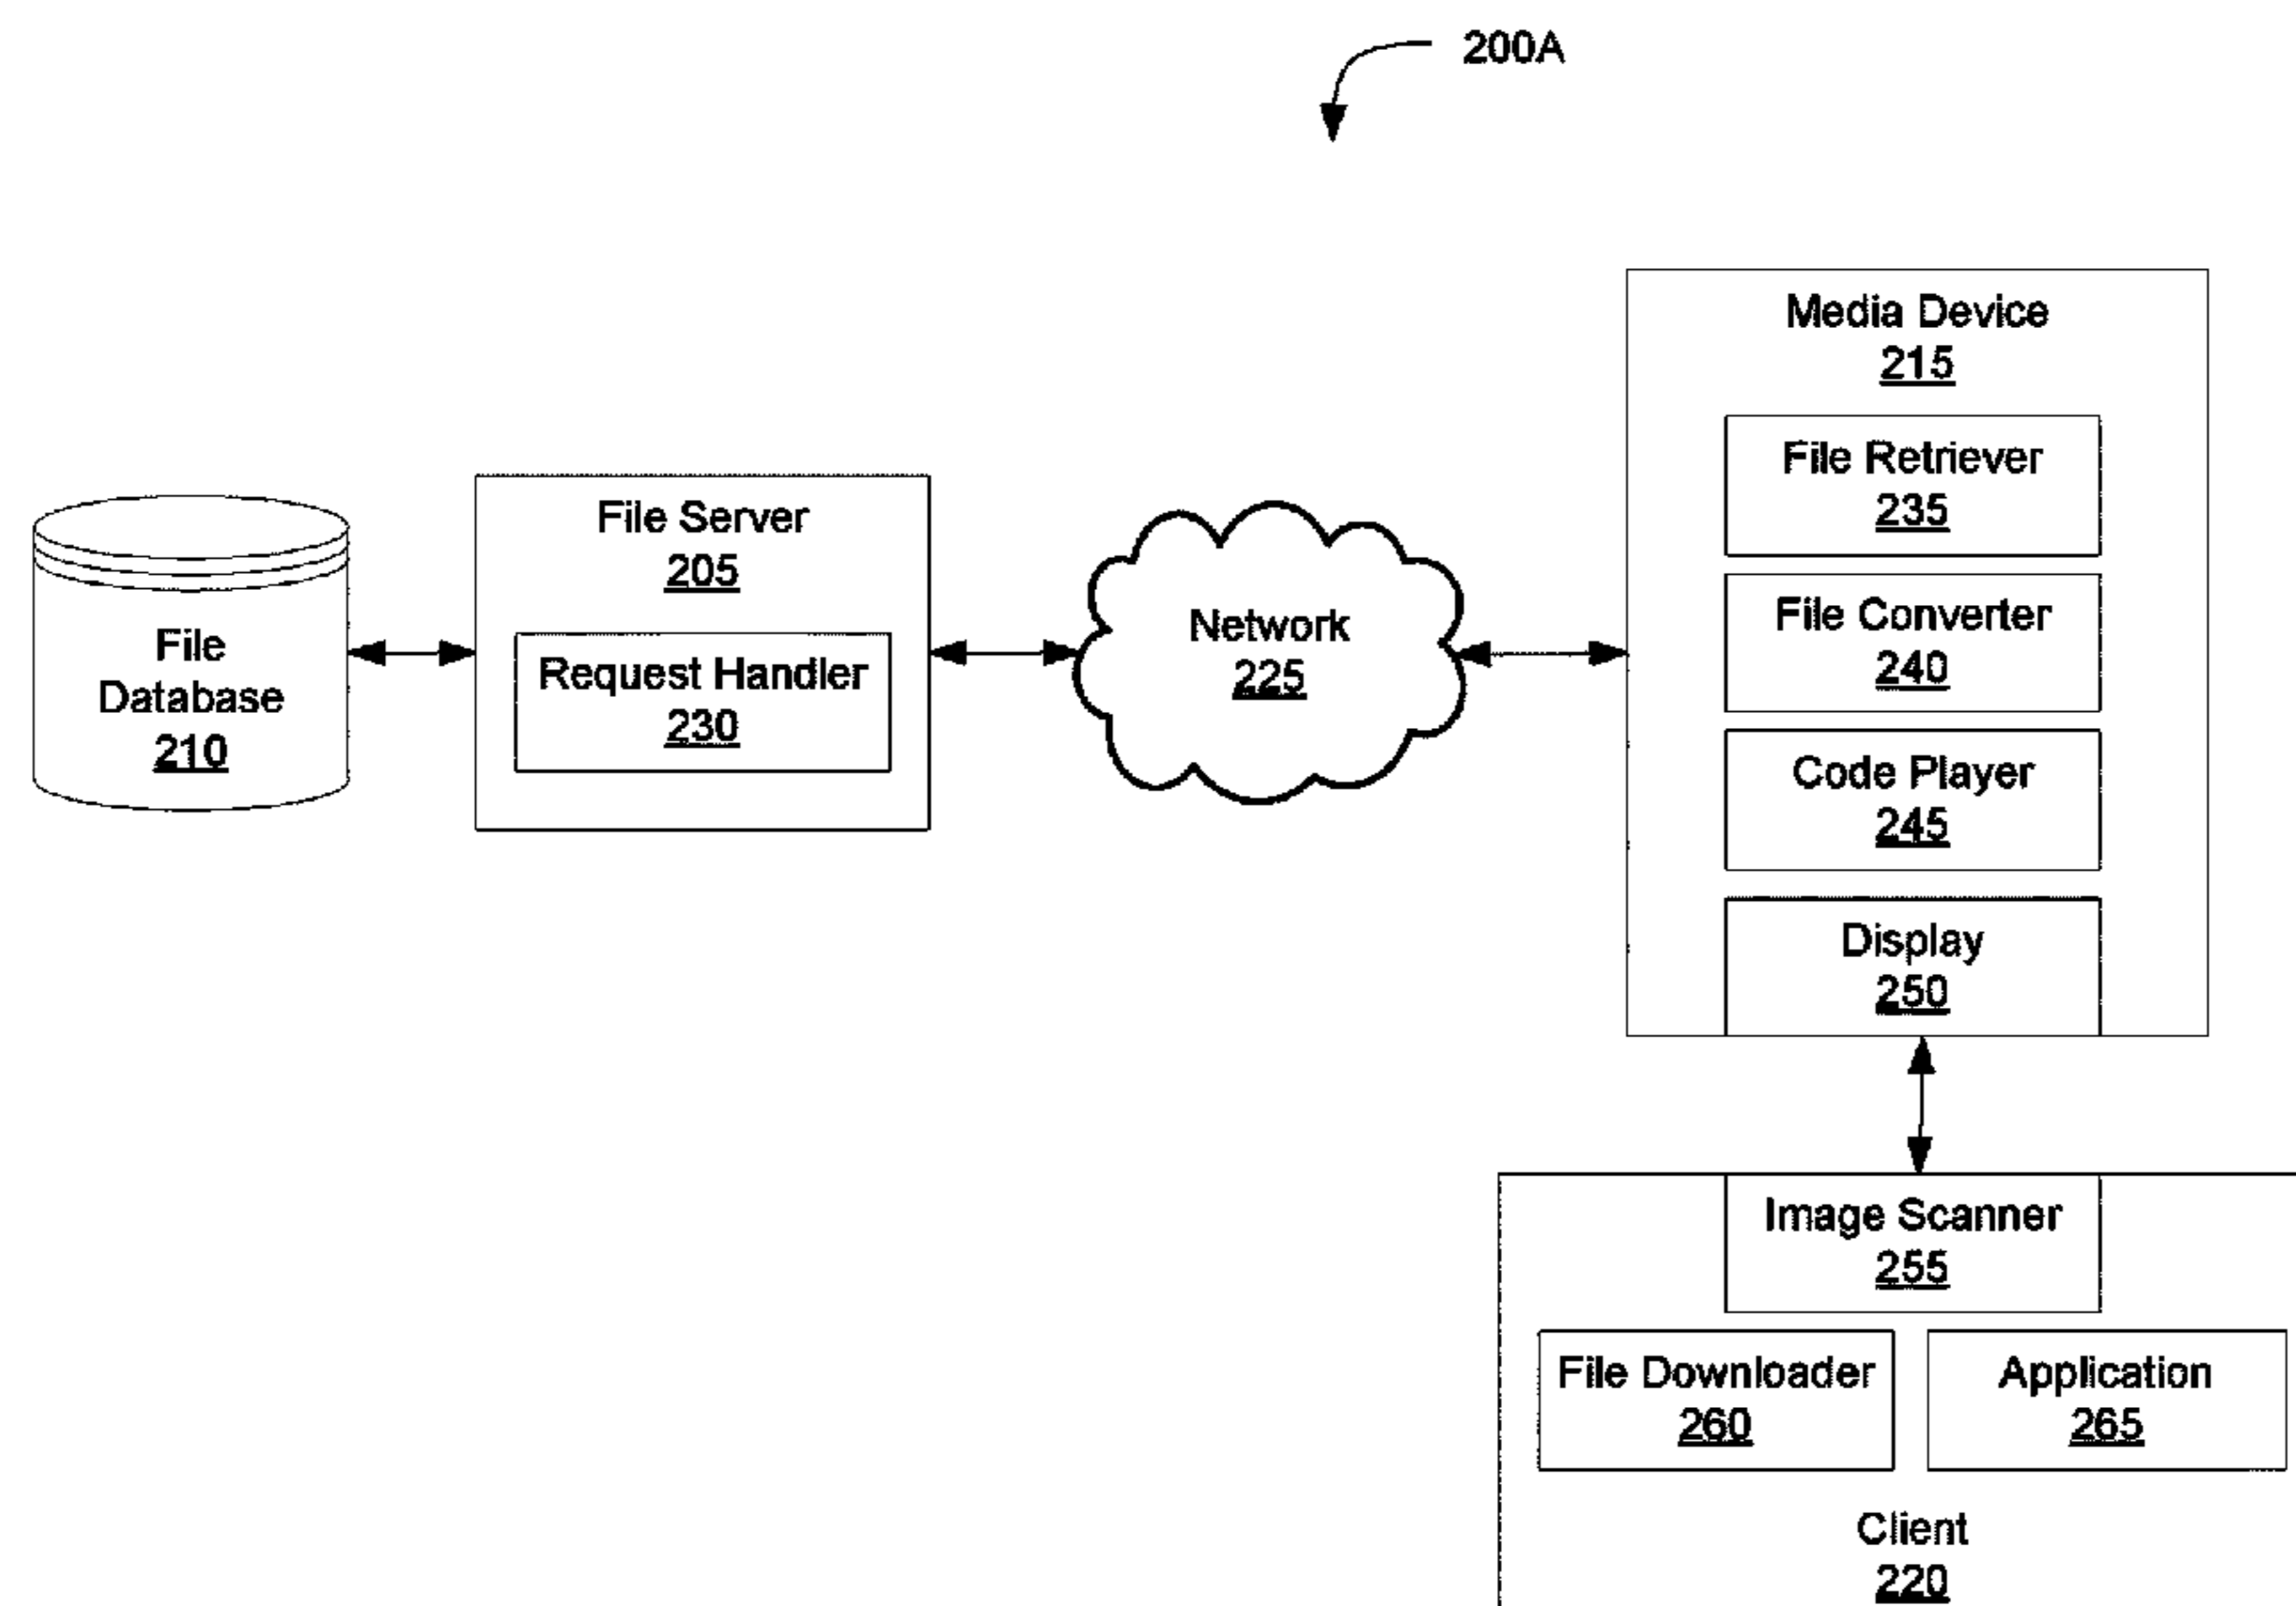 200A
File
Database
210
File Server
205
Request Handler
230
Network
225
Media Device
215
File Retriever
235
File Converter
240
Code Player
245
Display
250
Image Scanner
255
File Downloader
260
Application
265
Client
220